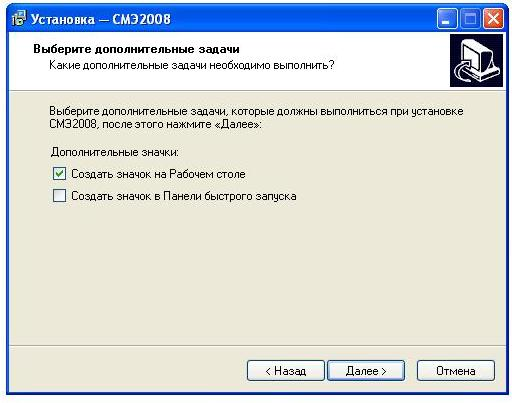 Установка — СМЭ2008
Выберите дополнительные задачи
Какие дополнительные задачи необходимо выполнить?
Выберите дополнительные задачи, которые должны выполниться при установке
СМЭ2008, после этого нажмите «Далее»:
Дополнительные значки:
Создать значок на Рабочем столе
Создать значок в Панели быстрого запуска
< Назад
Далее >
Отмена